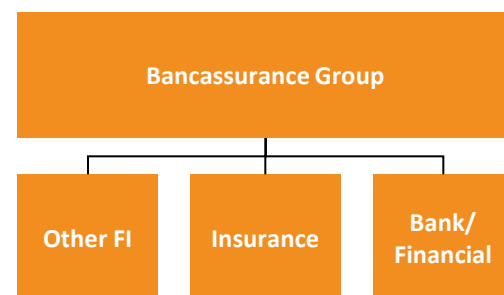 Bancassurance Group
Other FI
Insurance
Bank/
Financial